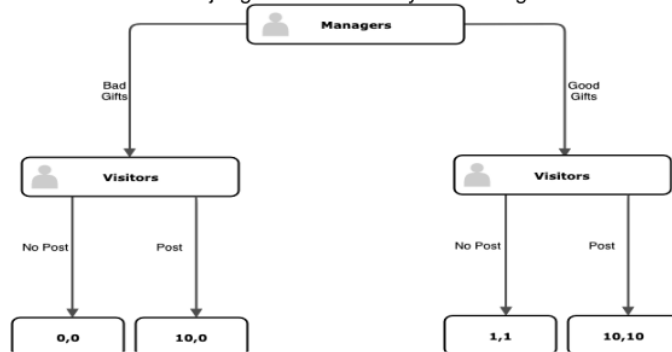 Managers
Bad
Gifts
Good
Gifts
Visitors
Visitors
No Post
Post
No Post
Post
0,0
10,0
1,1
10,10